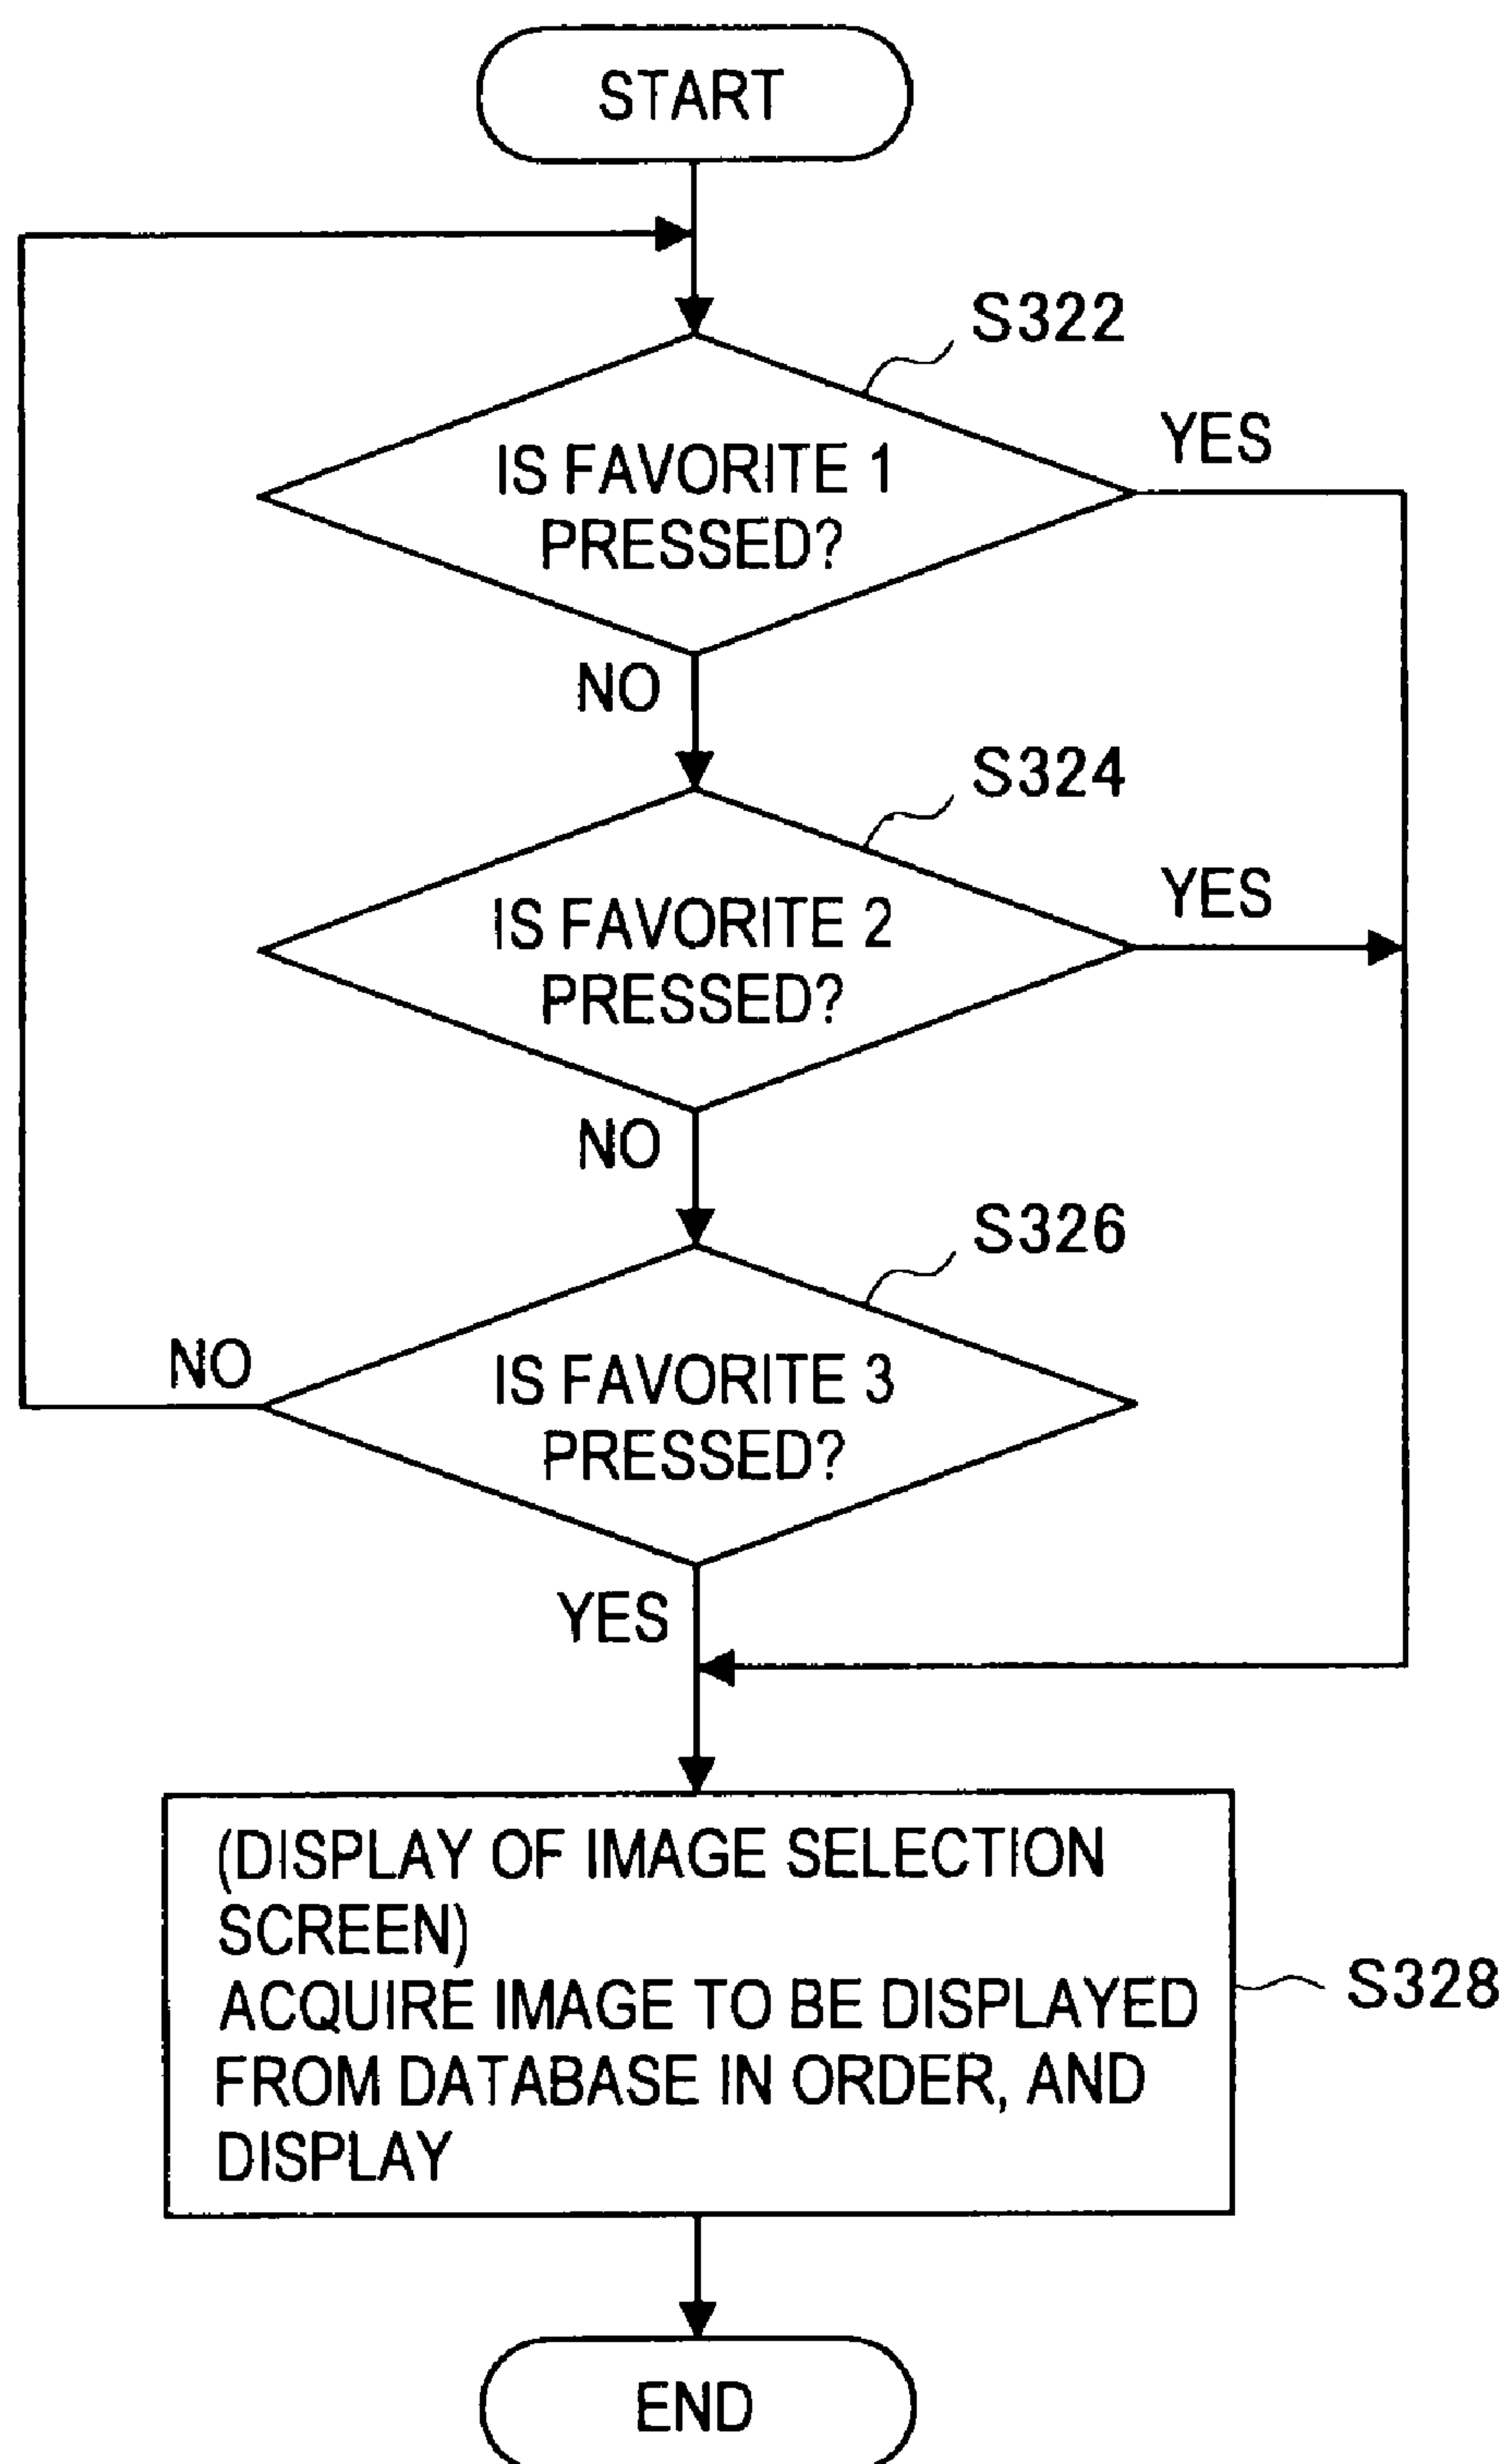 START
S322
IS FAVORITE 1
PRESSED?
YES
NO
S324
IS FAVORITE 2
PRESSED?
YES
NO
S326
IS FAVORITE 3
PRESSED?
NO
YES
(DISPLAY OF IMAGE SELECTION
SCREEN)
ACQUIRE IMAGE TO BE DISPLAYED
FROM DATABASE IN ORDER, AND
DISPLAY
S328
END